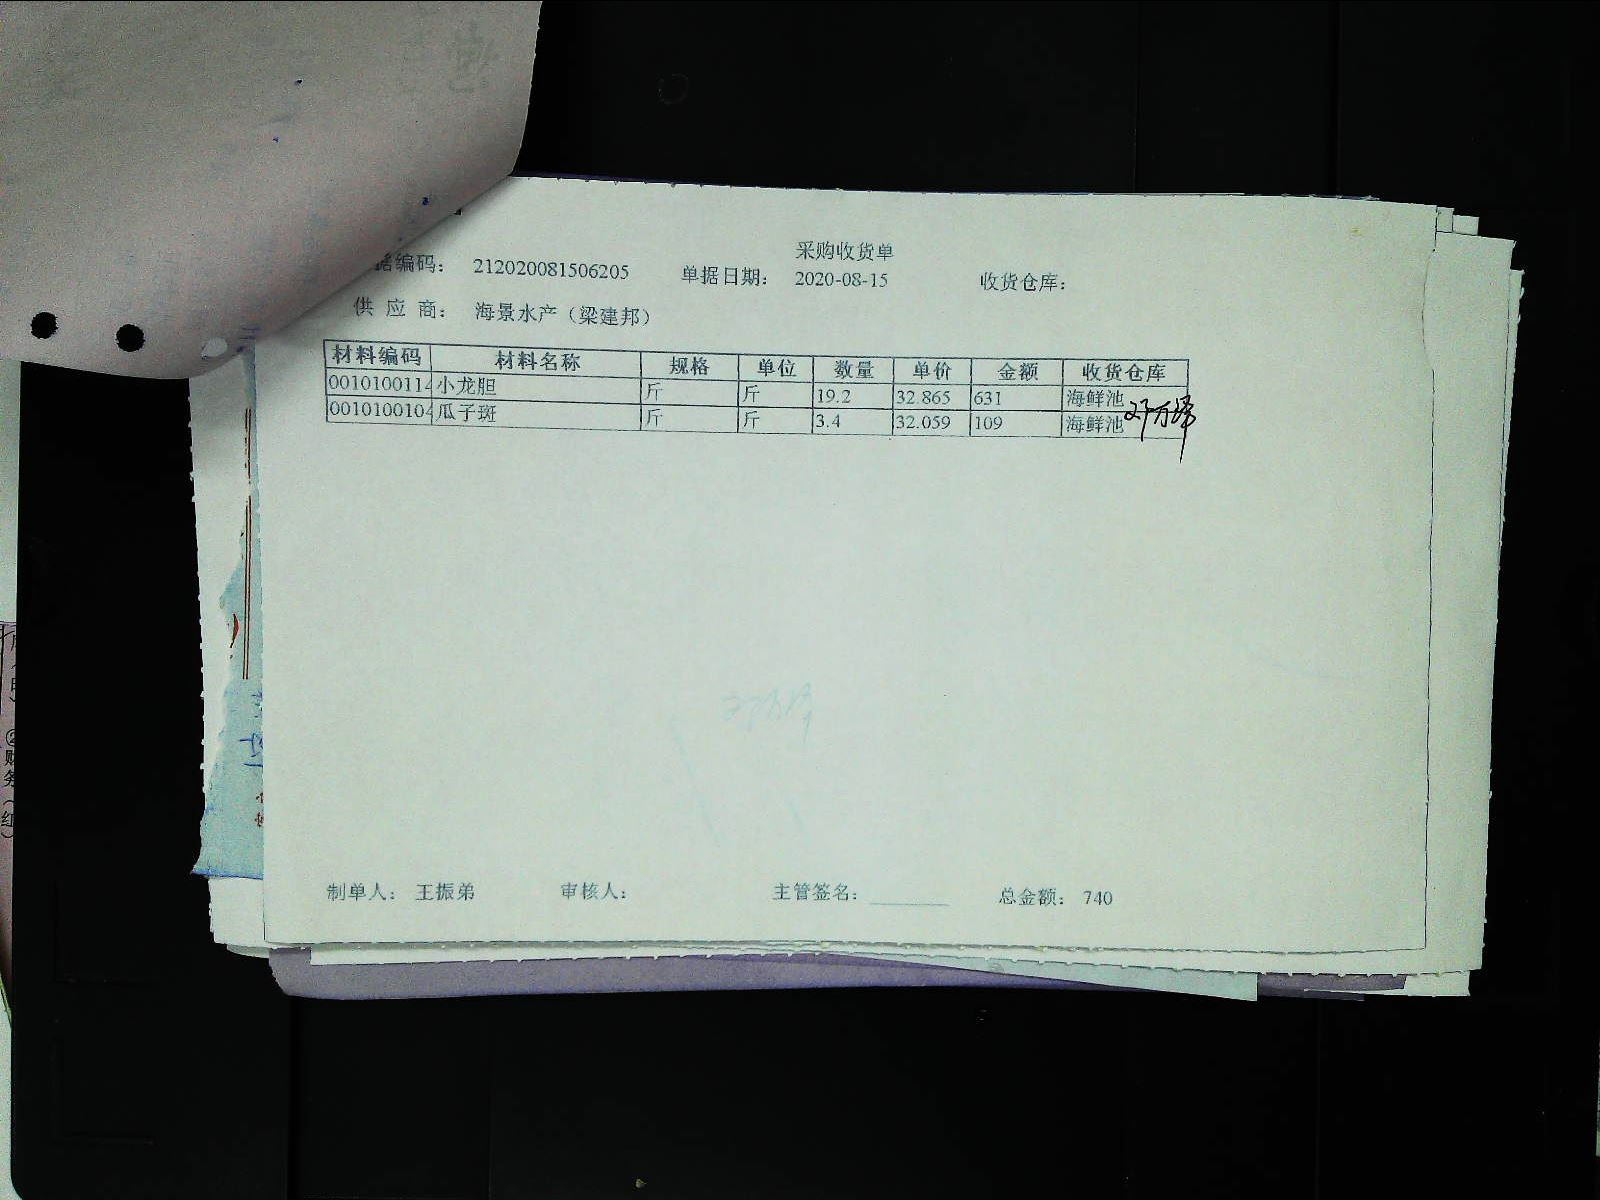 采购收货单
据编码： 212020081506205 单据日期： 2020-08-15 收货仓库：
供 应 商： 海景水产（梁建邦）
材料编码 材料名称 规格 单位 数量 单价 金额 收货仓库
0010100114 小龙胆 斤 斤 19.2 32.865 631 海鲜池
0010100104 瓜子斑 斤 斤 3.4 32.059 109 海鲜池
制单人： 王振弟 审核人： 主管签名： 总金额： 740